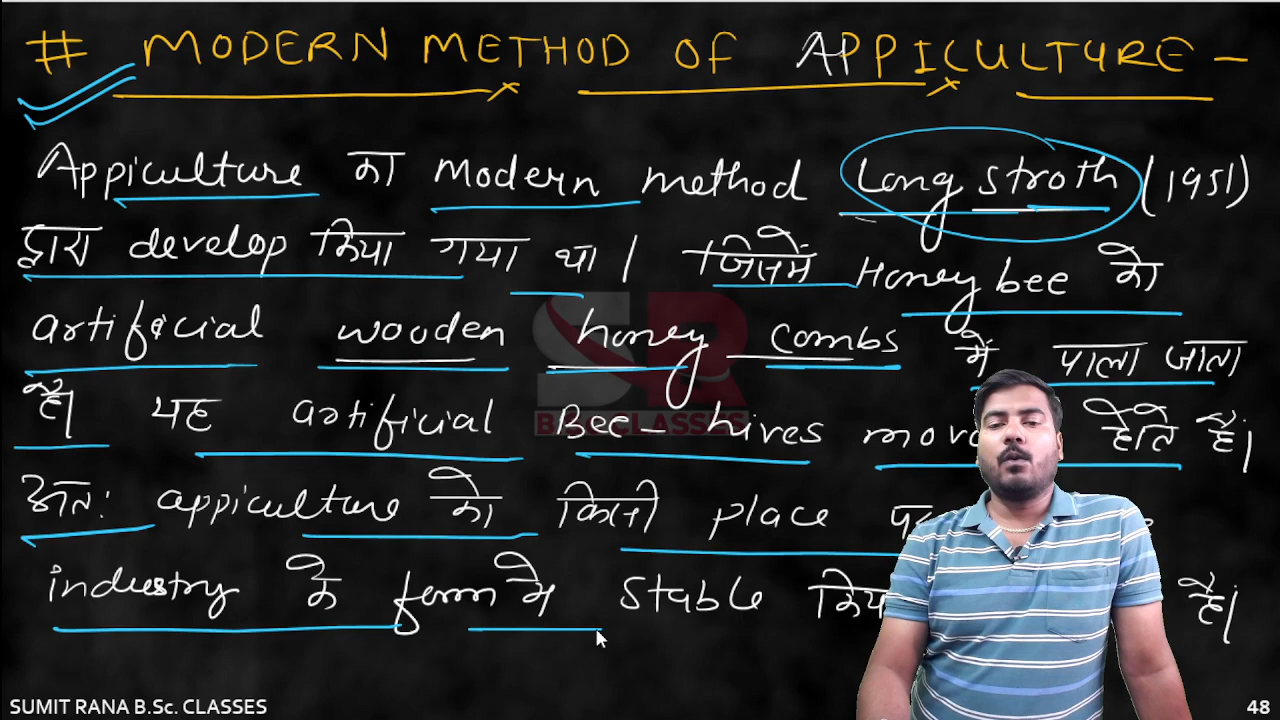 # MODERN METHOD OF APPICULTURE -
Appiculture का modern method Long stroth (1951)
द्वारा develop किया गया था। जिसमें Honey bee को
artificial wooden honey combs में पाला जाता
है। यह artificial Bee-hives होते हैं।
अतः appiculture को किसी place
industry के form में stable है।
SUMIT RANA B.Sc. CLASSES
48